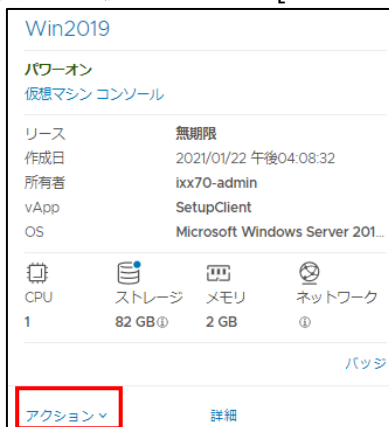 Win2019
パワーオン
仮想マシン コンソール
リース 無期限
作成日 2021/01/22 午後04:08:32
所有者 ixx70-admin
vApp SetupClient
OS Microsoft Windows Server 201...
CPU ストレージ メモリ ネットワーク
1 82 GB 2 GB
バッジ
アクション 詳細